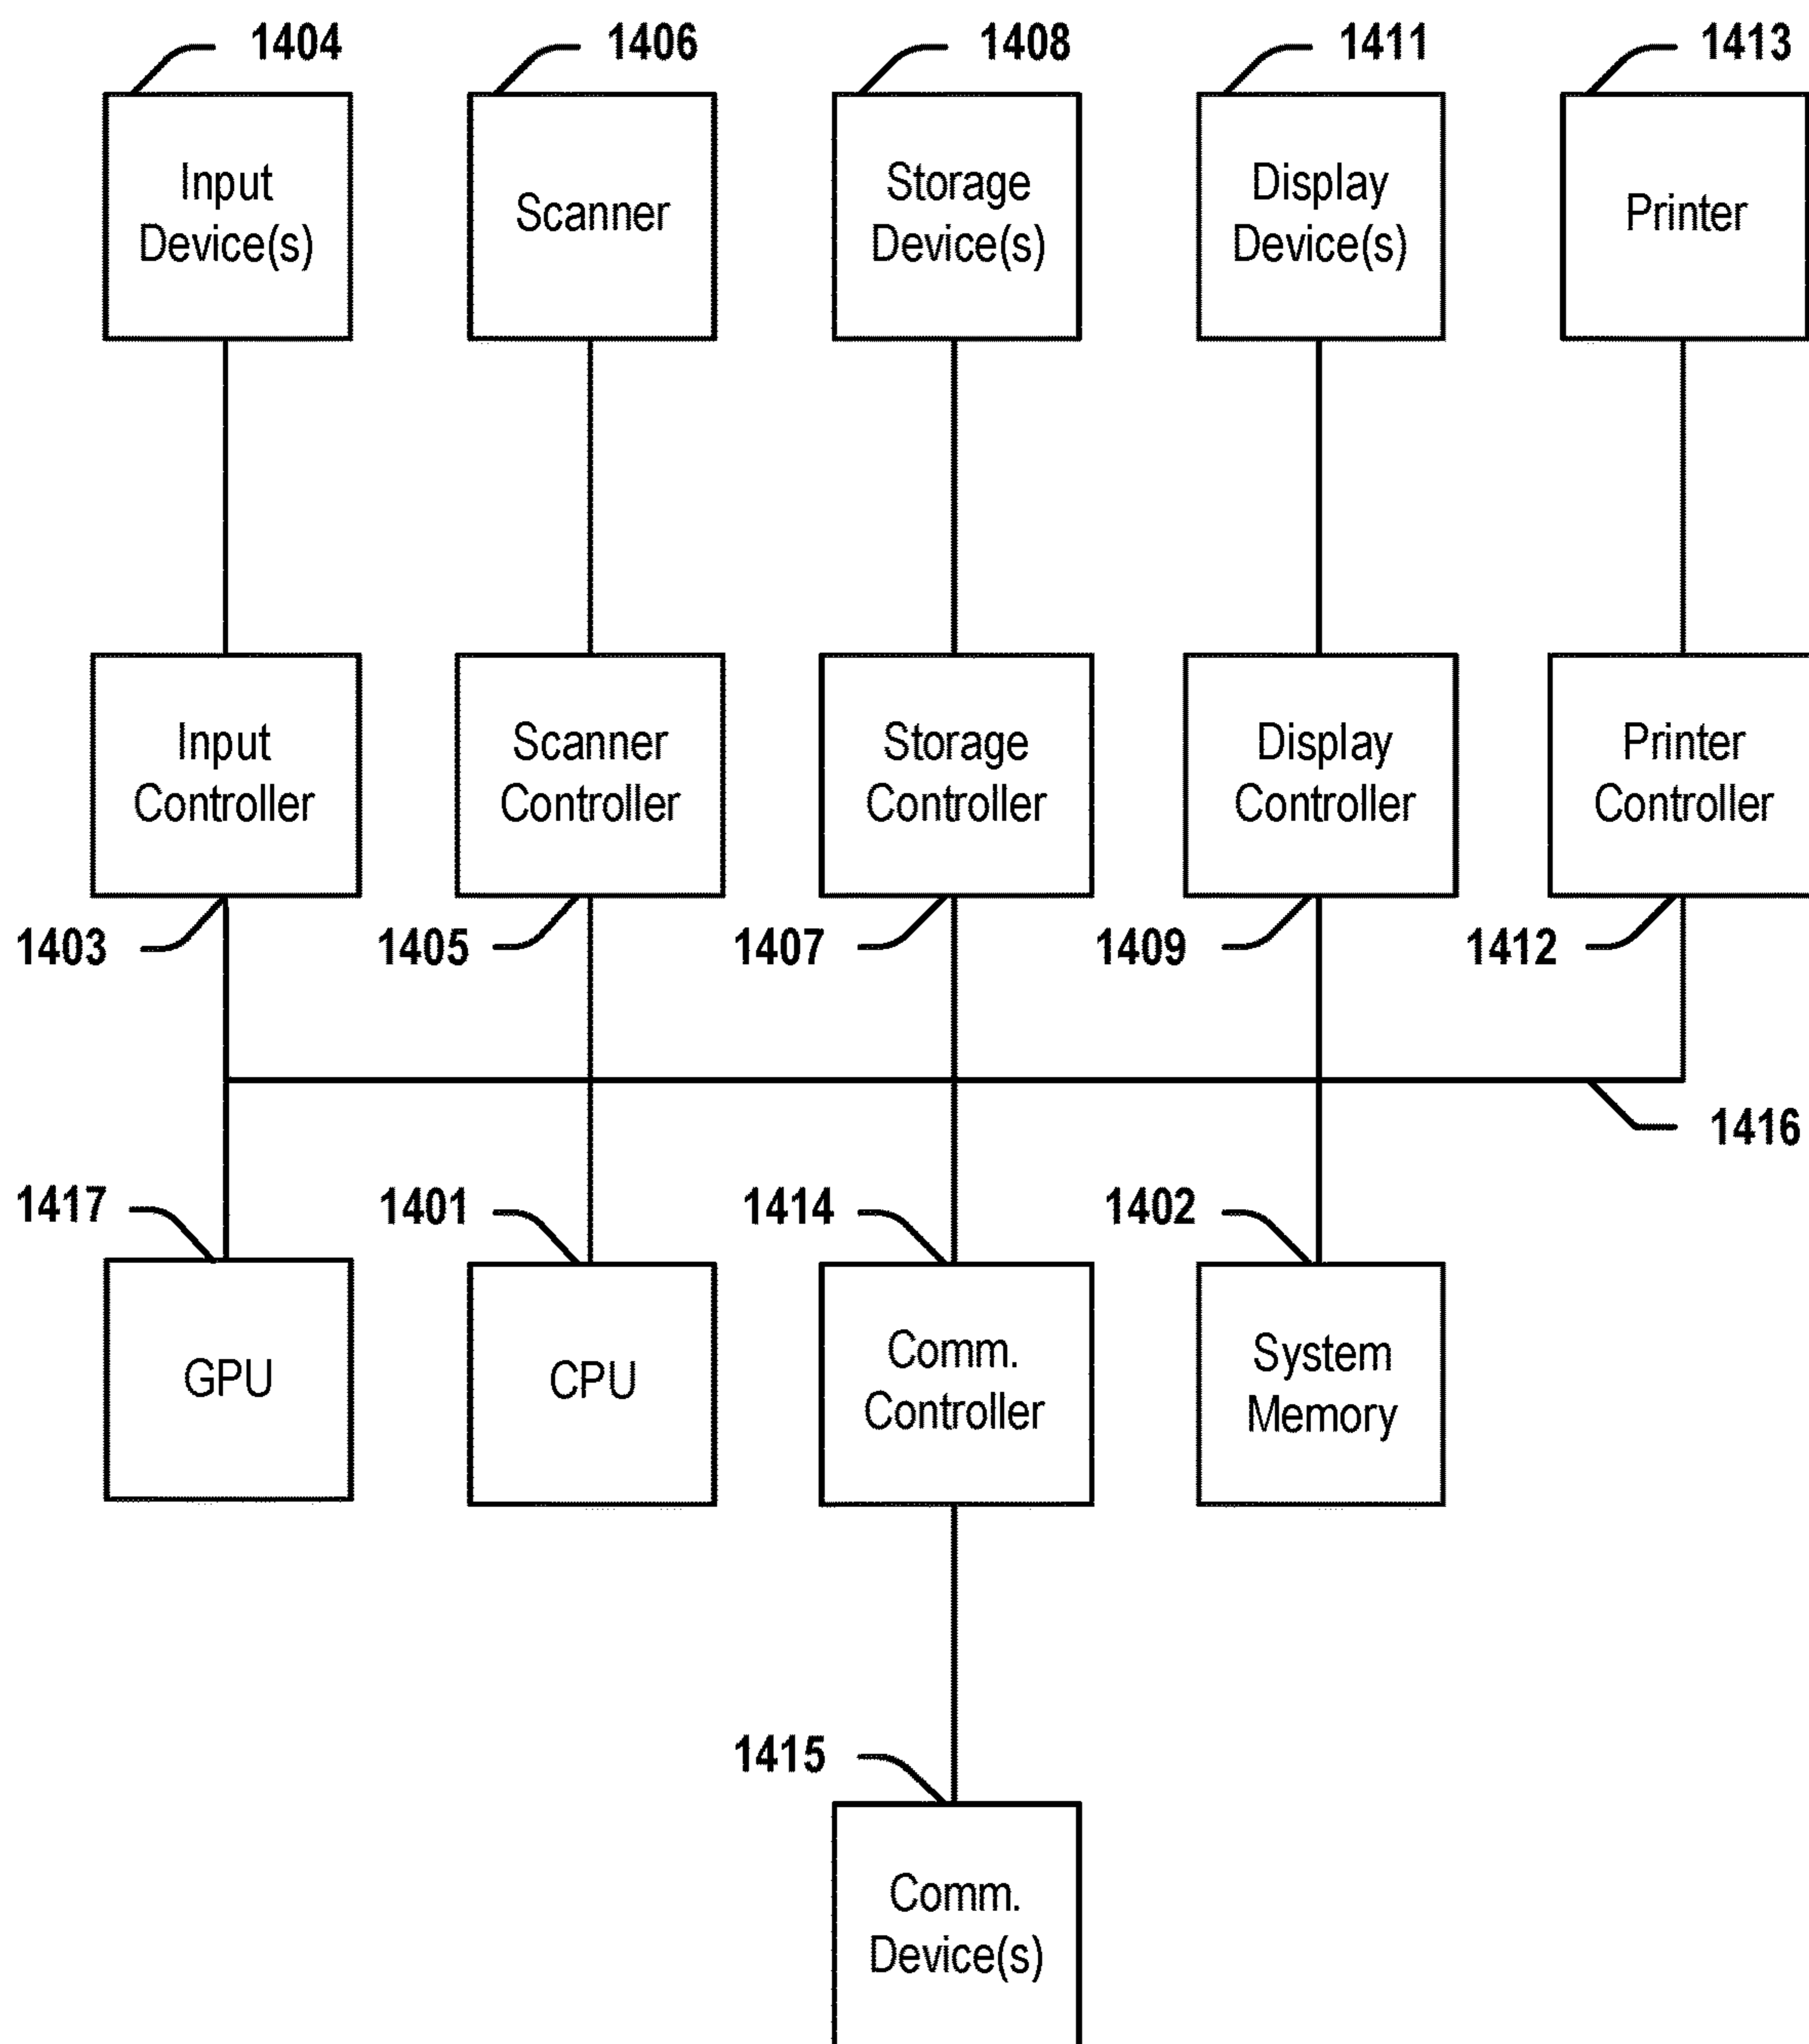 1404
1406
1408
1411
1413
Input
Device(s)
Scanner
Storage
Device(s)
Display
Device(s)
Printer
Input
Controller
Scanner
Controller
Storage
Controller
Display
Controller
Printer
Controller
1403
1405
1407
1409
1412
1416
1417
1401
1414
1402
GPU
CPU
Comm.
Controller
System
Memory
1415
Comm.
Device(s)